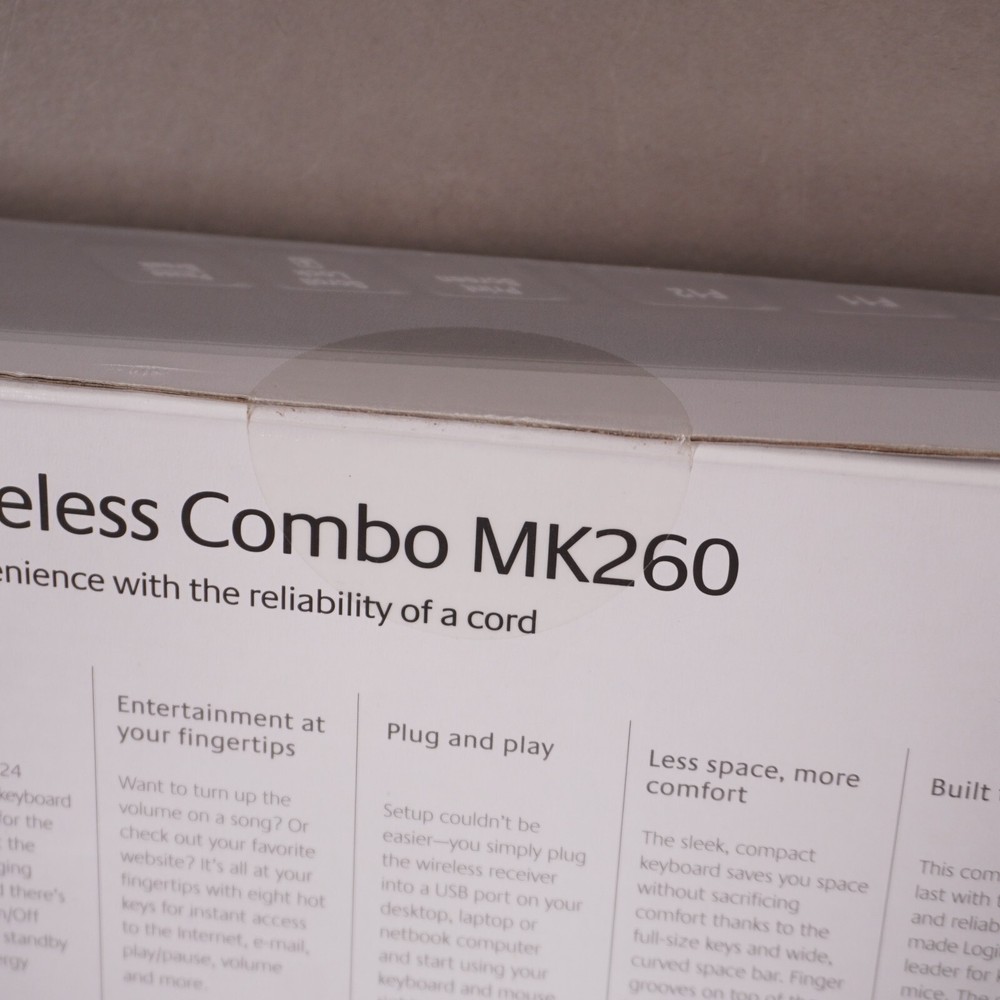 eless Combo MK260
enience with the reliability of a cord
24
keyboard
for the
the
ging
there's
n/Off
standby
ergy
Entertainment at
your fingertips
Want to turn up the
volume on a song? Or
check out your favorite
website? It's all at your
fingertips with eight hot
keys for instant access
to the Internet, e-mail,
play/pause, volume
and more.
Plug and play
Setup couldn't be
easier—you simply plug
the wireless receiver
into a USB port on your
desktop, laptop or
netbook computer
and start using your
keyboard and mouse
Less space, more
comfort
The sleek, compact
keyboard saves you space
without sacrificing
comfort thanks to the
full-size keys and wide,
curved space bar. Finger
grooves on top of
Built
This com
last with
and reliab
made Logi
leader for
mice. The
F12
F11